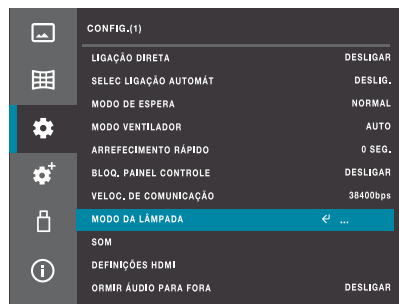 CONFIG.(1)
LIGAÇÃO DIRETA DESLIGAR
SELEC LIGAÇÃO AUTOMÁT DESLIG.
MODO DE ESPERA NORMAL
MODO VENTILADOR AUTO
ARREFECIMENTO RÁPIDO 0 SEG.
BLOQ. PAINEL CONTROLE DESLIGAR
VELOC. DE COMUNICAÇÃO 38400bps
MODO DA LÂMPADA ...
SOM
DEFINIÇÕES HDMI
ORMIR ÁUDIO PARA FORA DESLIGAR